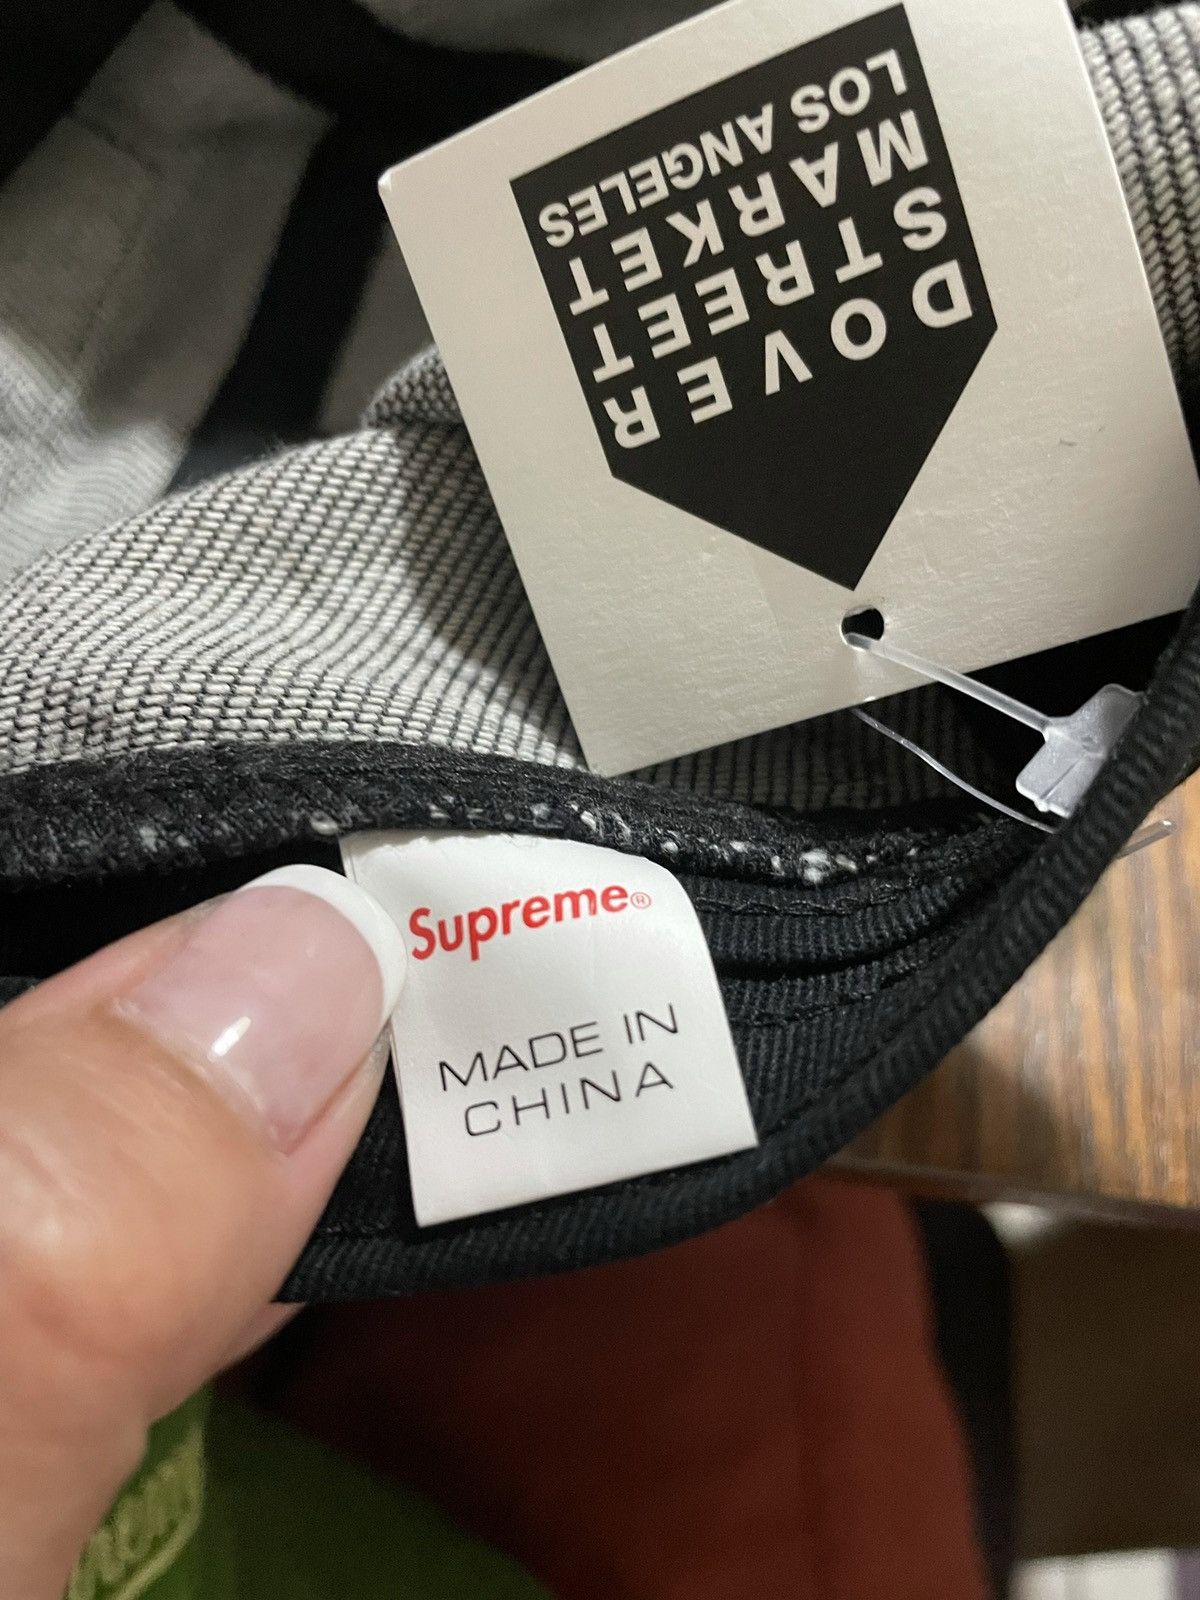 DOVER
STREET
MARKET
LOS ANGELES
Supreme®
MADE IN
CHINA